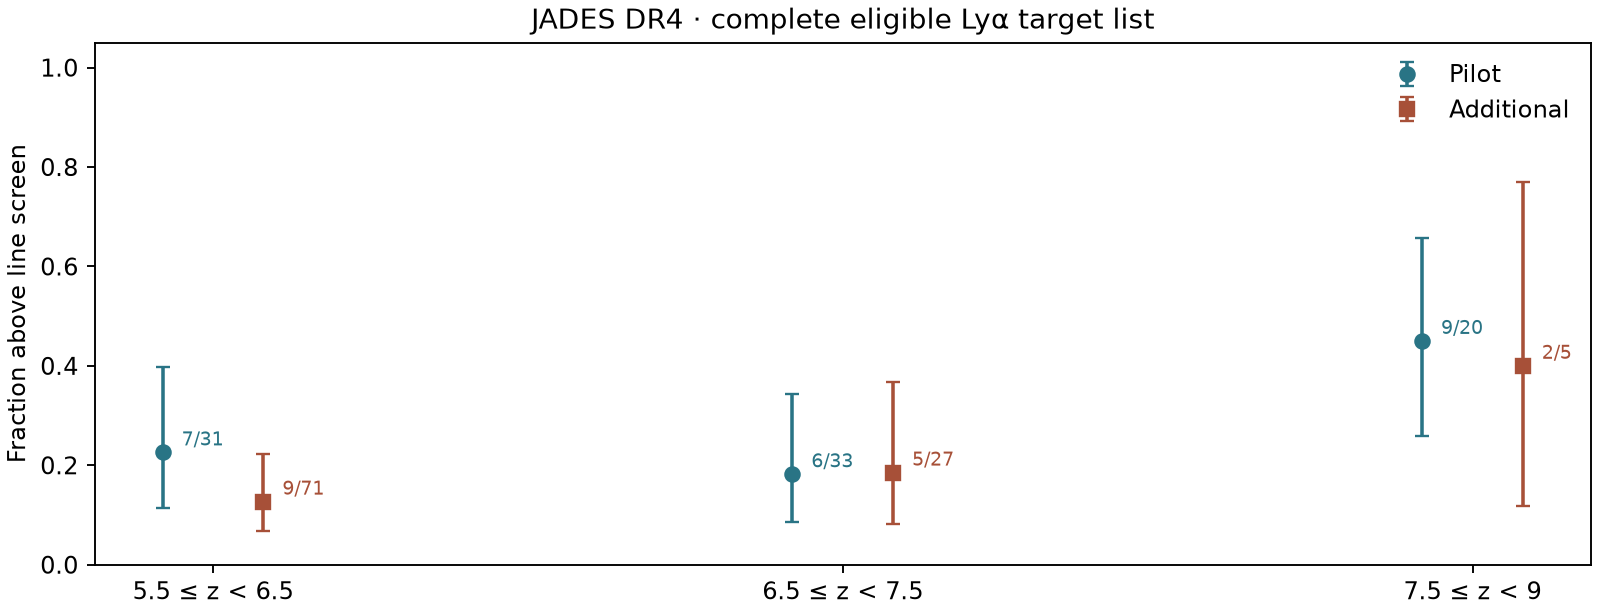 JADES DR4 · complete eligible Lyα target list
Fraction above line screen
1.0
0.8
0.6
0.4
0.2
0.0
Pilot
Additional
7/31
9/71
6/33
5/27
9/20
2/5
5.5 ≤ z < 6.5
6.5 ≤ z < 7.5
7.5 ≤ z < 9